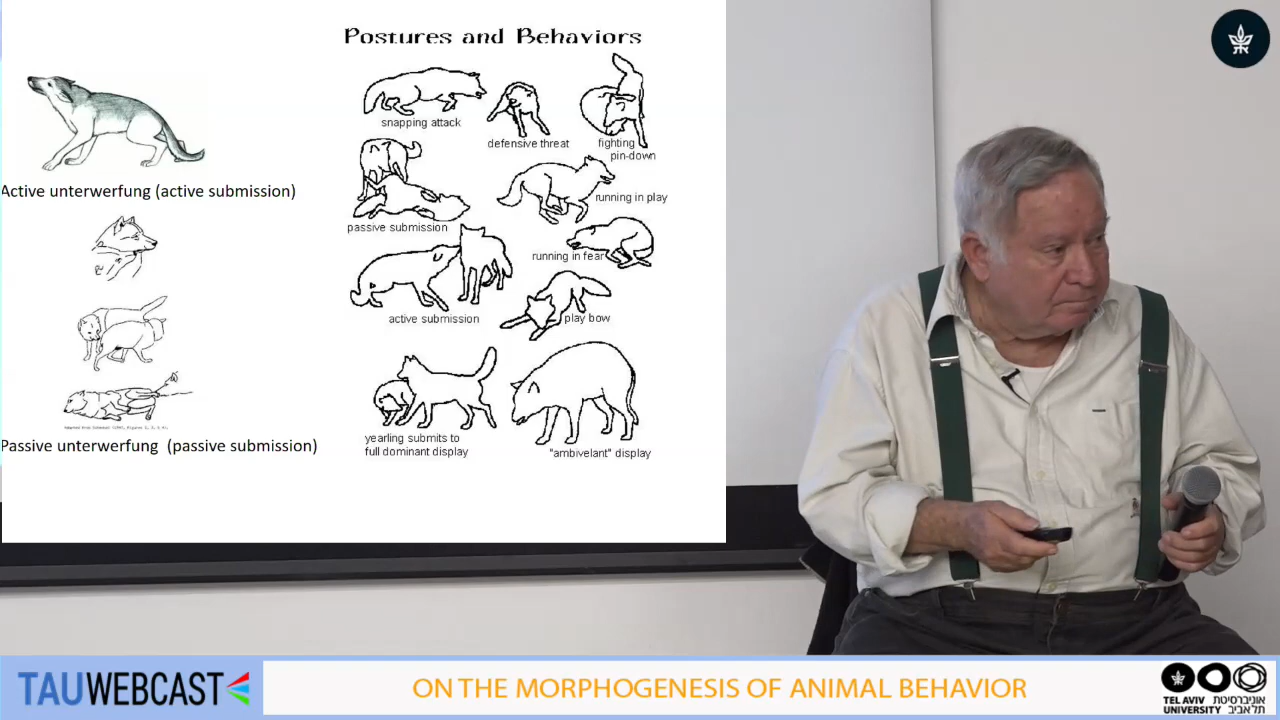 Postures and Behaviors
snapping attack
defensive threat
fighting
pin-down
Active unterwerfung (active submission)
running in play
passive submission
running in fear
active submission
play bow
yearling submits to
full dominant display
"ambivelant" display
Passive unterwerfung (passive submission)
TAUWEBCAST
ON THE MORPHOGENESIS OF ANIMAL BEHAVIOR
TEL AVIV אוניברסיטת
UNIVERSITY תל אביב